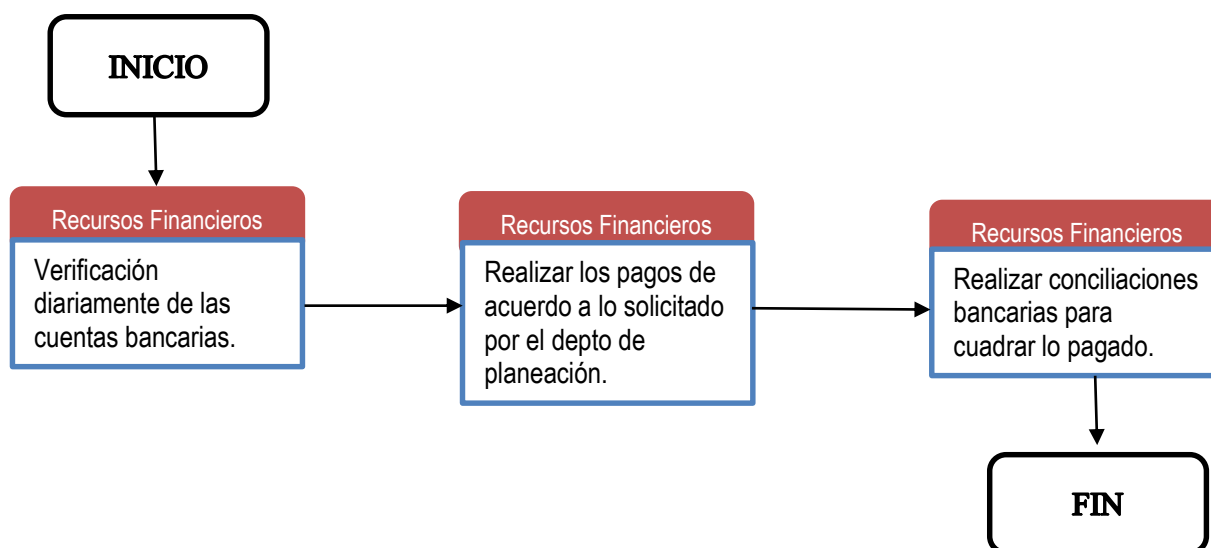 INICIO
Recursos Financieros
Verificación
diariamente de las
cuentas bancarias.
Recursos Financieros
Realizar los pagos de
acuerdo a lo solicitado
por el depto de
planeación.
Recursos Financieros
Realizar conciliaciones
bancarias para
cuadrar lo pagado.
FIN